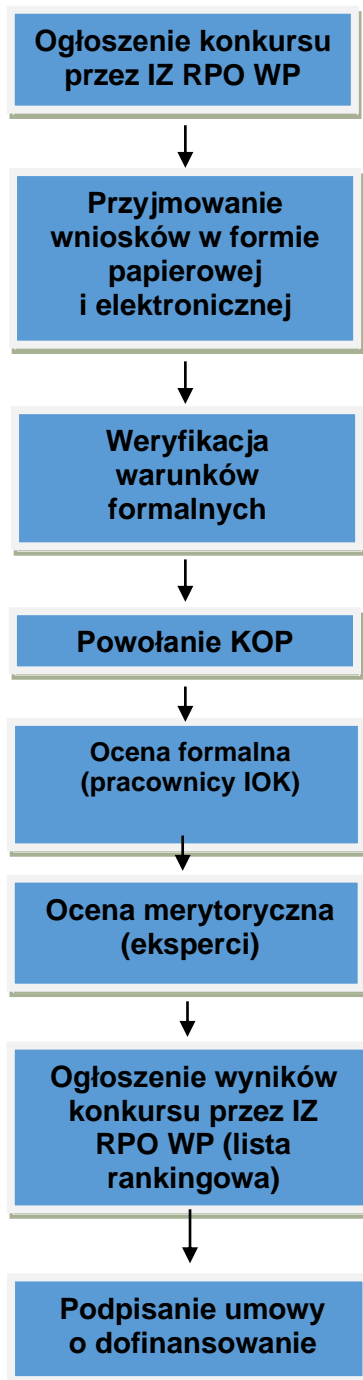 Ogłoszenie konkursu
przez IZ RPO WP
Przyjmowanie
wniosków w formie
papierowej
i elektronicznej
Weryfikacja
warunków
formalnych
Powołanie KOP
Ocena formalna
(pracownicy IOK)
Ocena merytoryczna
(eksperci)
Ogłoszenie wyników
konkursu przez IZ
RPO WP (lista
rankingowa)
Podpisanie umowy
o dofinansowanie